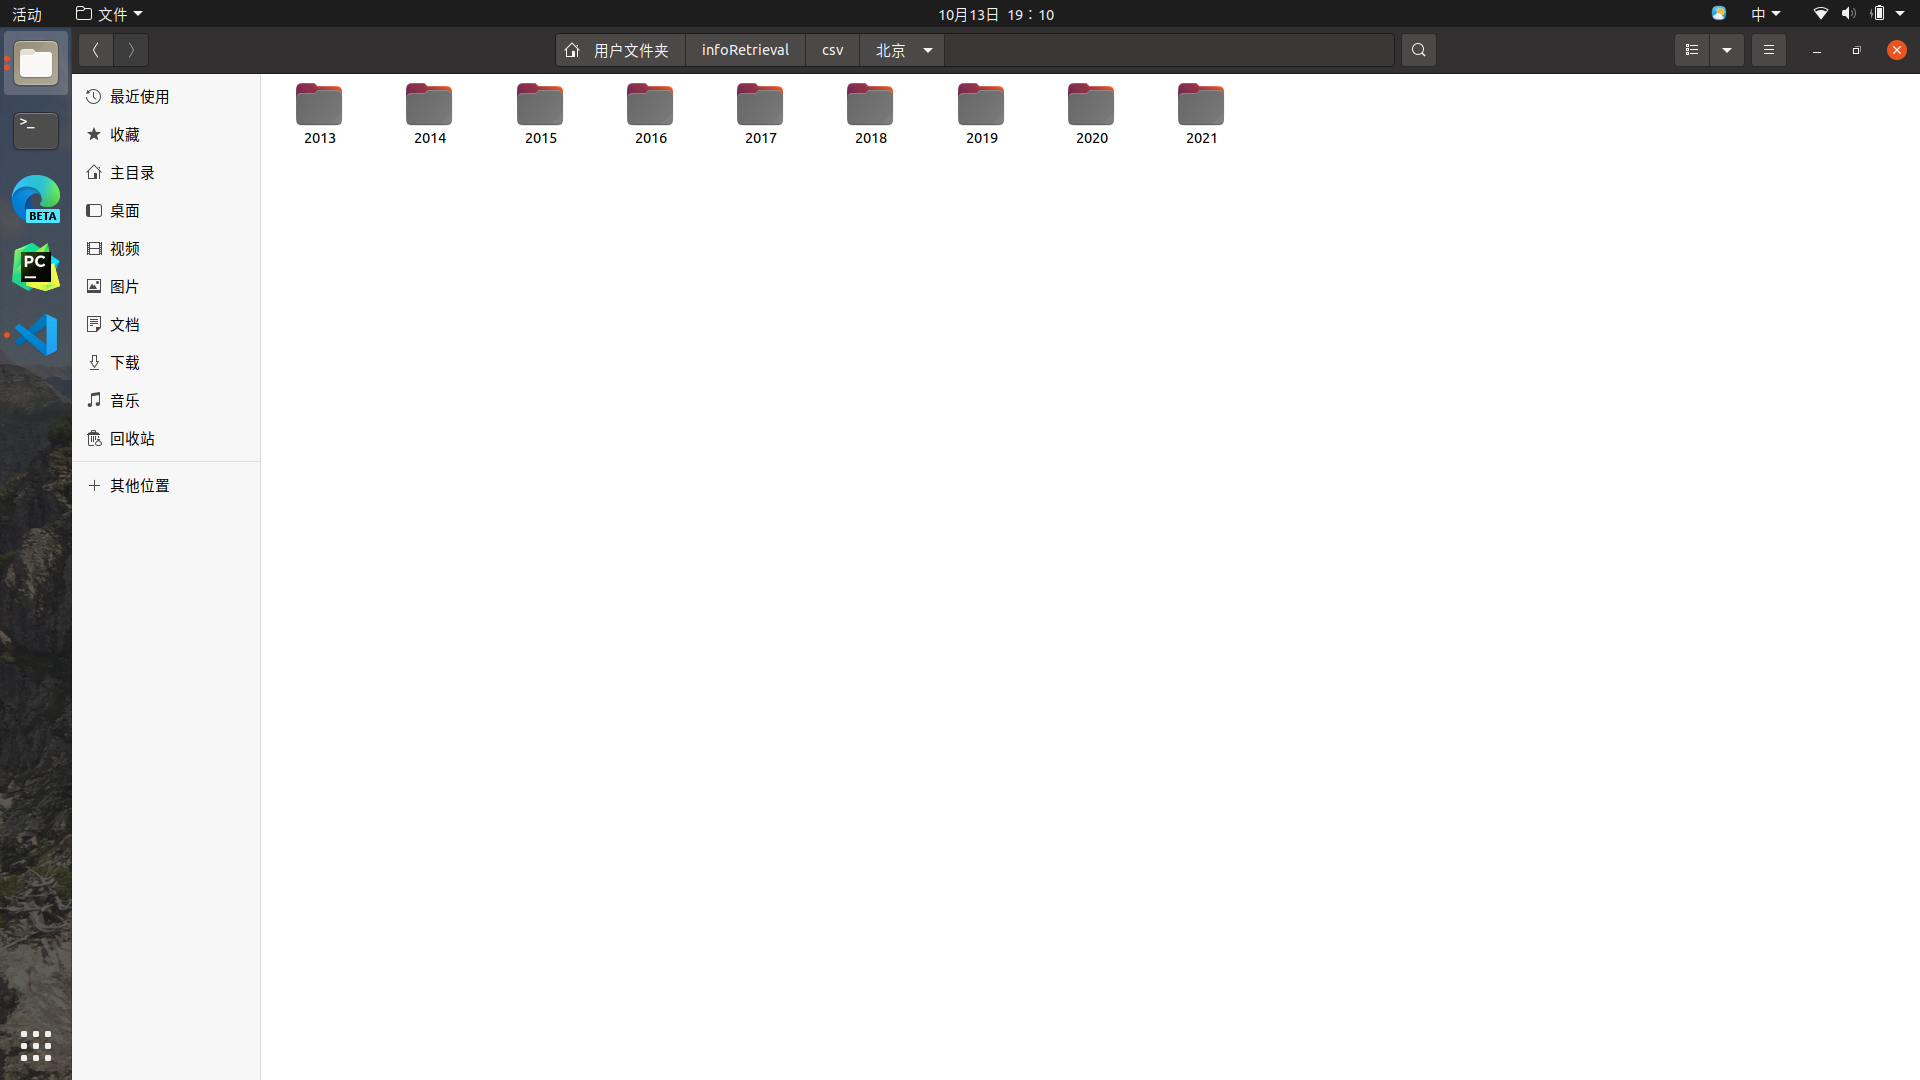 活动
文件
10月13日 19：10
中
用户文件夹
infoRetrieval
csv
北京
>_
BETA
PC
最近使用
收藏
主目录
桌面
视频
图片
文档
下载
音乐
回收站
其他位置
2013
2014
2015
2016
2017
2018
2019
2020
2021